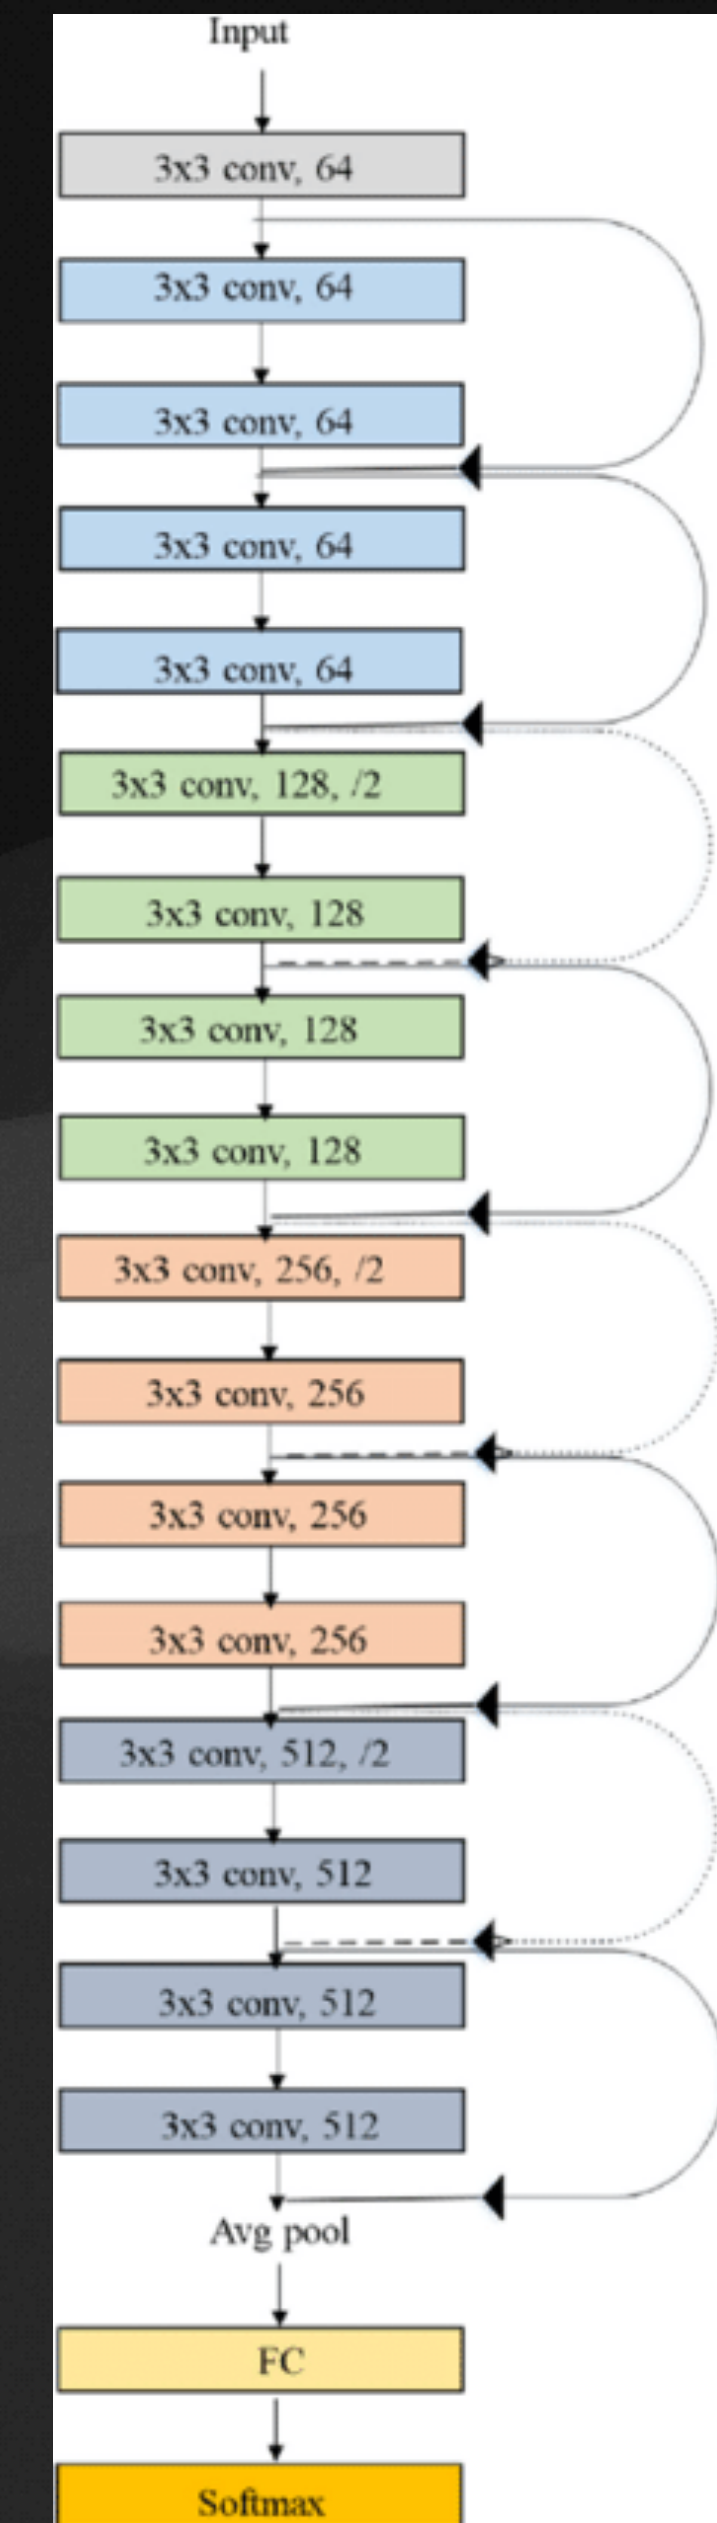 Input
3x3 conv, 64
3x3 conv, 64
3x3 conv, 64
3x3 conv, 64
3x3 conv, 64
3x3 conv, 128, /2
3x3 conv, 128
3x3 conv, 128
3x3 conv, 128
3x3 conv, 256, /2
3x3 conv, 256
3x3 conv, 256
3x3 conv, 256
3x3 conv, 512, /2
3x3 conv, 512
3x3 conv, 512
3x3 conv, 512
Avg pool
FC
Softmax